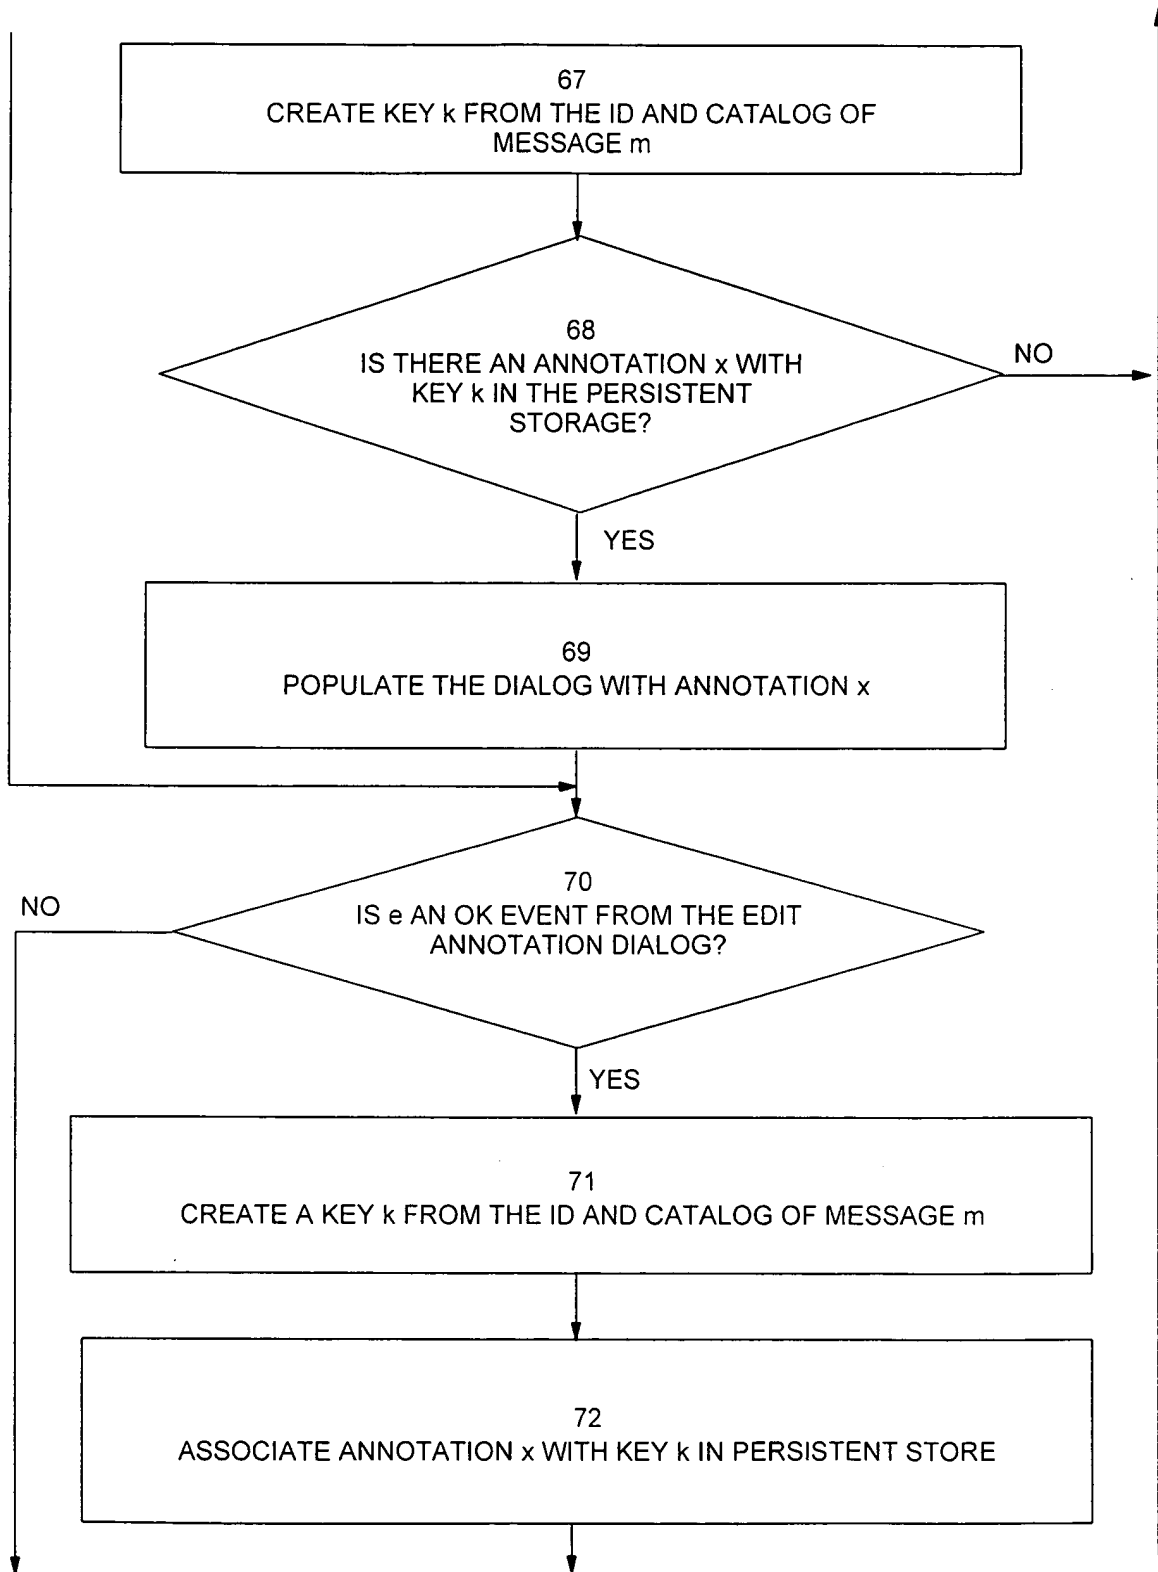 67
CREATE KEY k FROM THE ID AND CATALOG OF
MESSAGE m
68
IS THERE AN ANNOTATION x WITH
KEY k IN THE PERSISTENT
STORAGE?
NO
YES
69
POPULATE THE DIALOG WITH ANNOTATION x
70
IS e AN OK EVENT FROM THE EDIT
ANNOTATION DIALOG?
NO
YES
71
CREATE A KEY k FROM THE ID AND CATALOG OF MESSAGE m
72
ASSOCIATE ANNOTATION x WITH KEY k IN PERSISTENT STORE